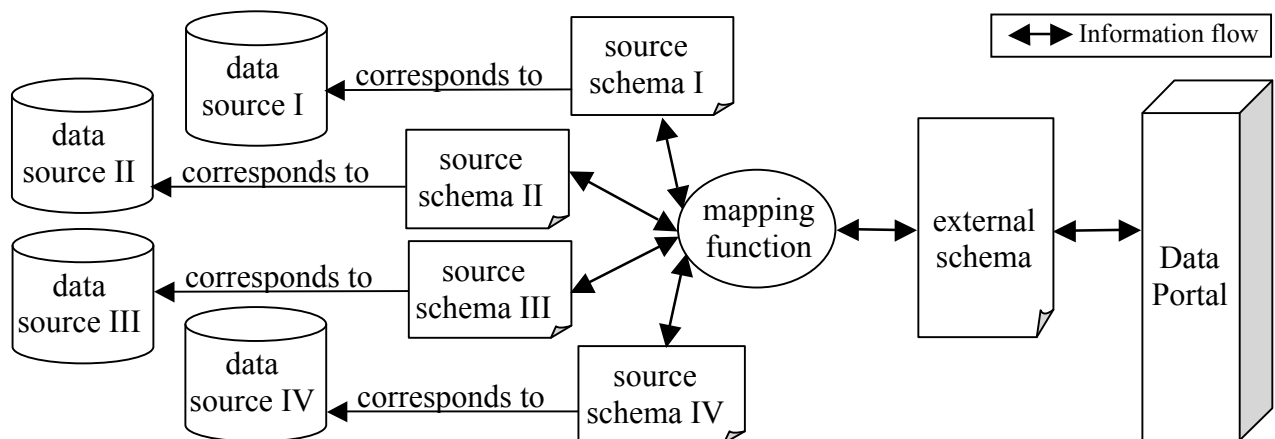 data
source I
corresponds to
source
schema I
Information flow
data
source II
corresponds to
source
schema II
mapping
function
external
schema
Data
Portal
data
source III
corresponds to
source
schema III
data
source IV
corresponds to
source
schema IV